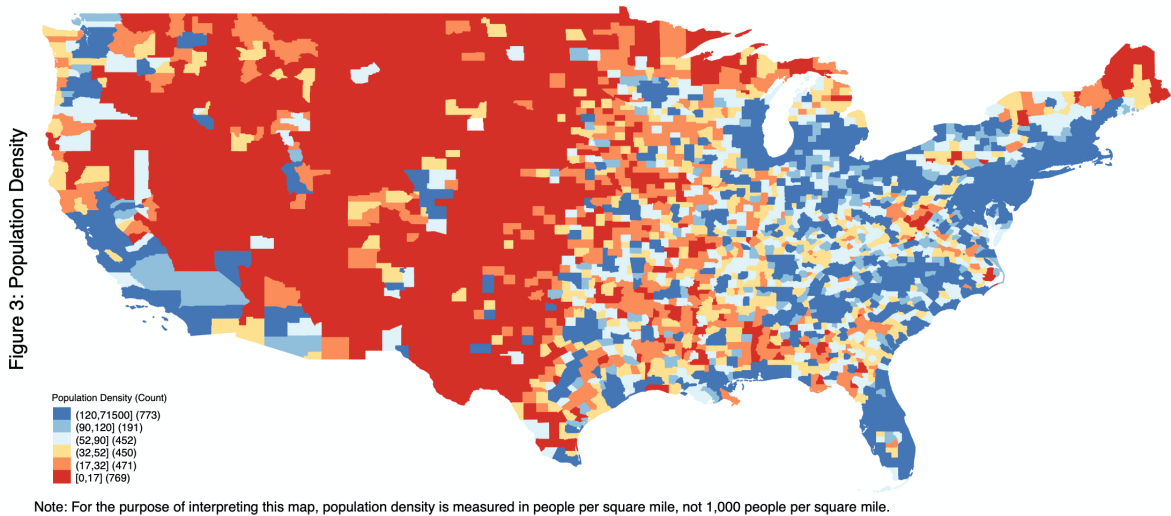 Figure 3: Population Density
Population Density (Count)
(120,71500] (773)
(90,120] (191)
(52,90] (452)
(32,52] (450)
(17,32] (471)
[0,17] (769)
Note: For the purpose of interpreting this map, population density is measured in people per square mile, not 1,000 people per square mile.